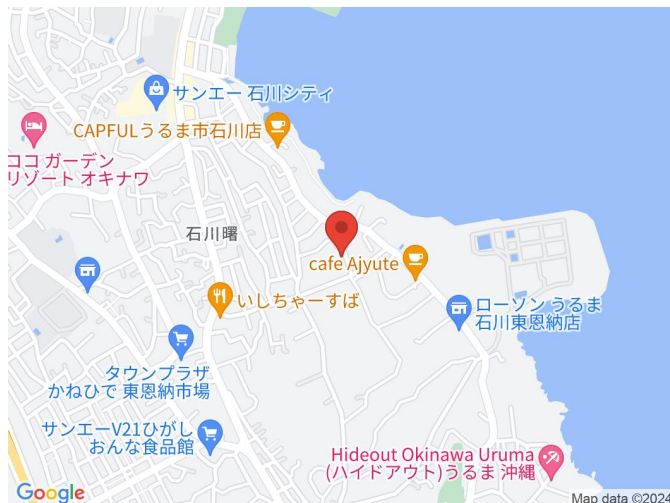 サンエー 石川シティ
CAPFULうるま市石川店
ココ ガーデン
リゾート オキナワ
石川曙
cafe Ajyute
いしちゃーすば
ローソン うるま
石川東恩納店
タウンプラザ
かねひで 東恩納市場
サンエーV21ひがし
おんな食品館
Hideout Okinawa Uruma
(ハイドアウト)うるま 沖縄
Google
Map data ©2024